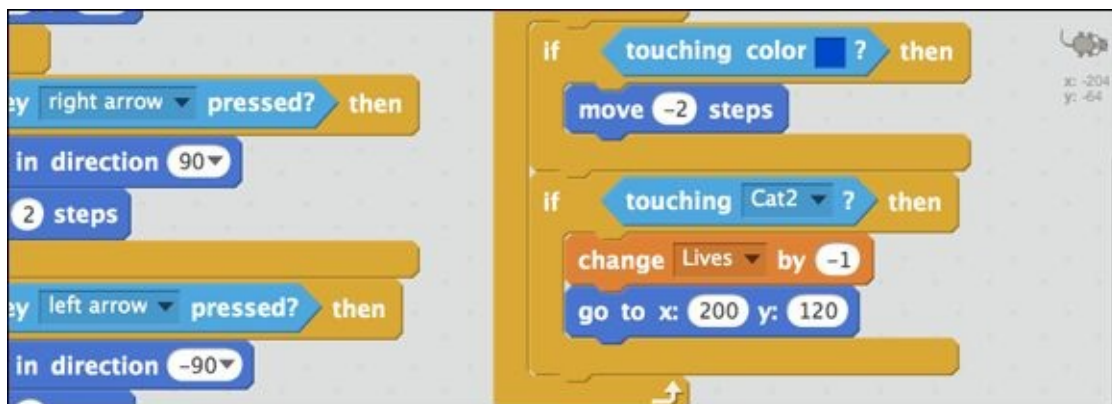 ey right arrow pressed? then
in direction 90
2 steps
ey left arrow pressed? then
in direction -90
if touching color ? then
move -2 steps
if touching Cat2 ? then
change Lives by -1
go to x: 200 y: 120
x: -204
y: -64